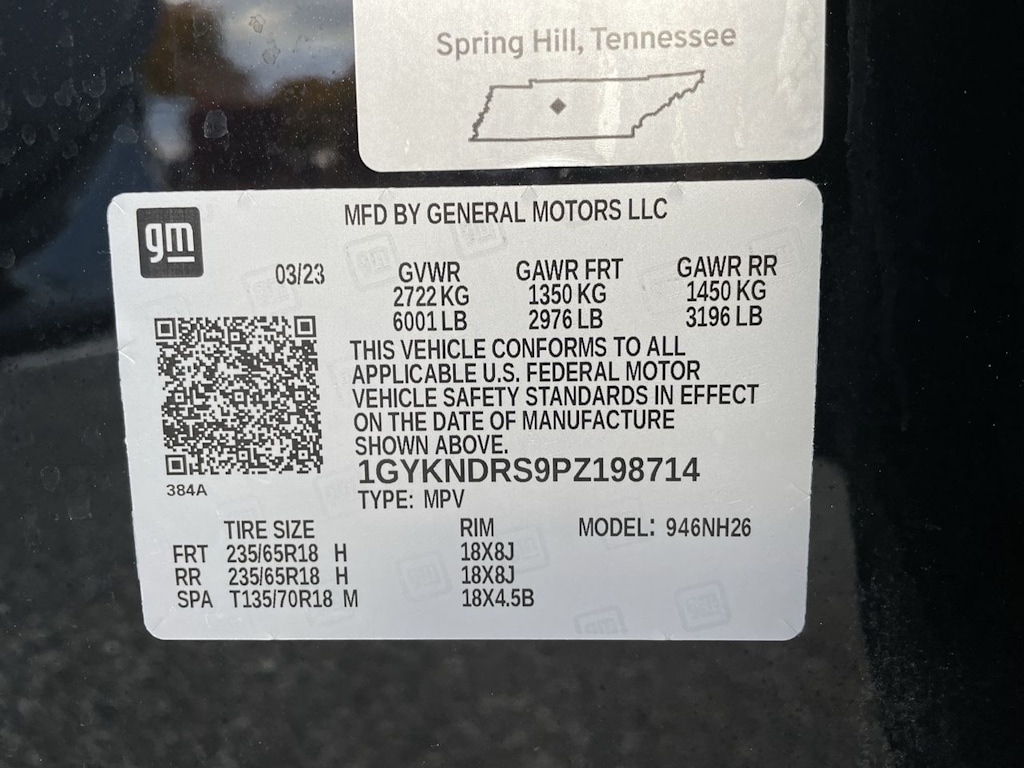 Spring Hill, Tennessee
gm
MFD BY GENERAL MOTORS LLC
03/23 GVWR GAWR FRT GAWR RR
2722 KG 1350 KG 1450 KG
6001 LB 2976 LB 3196 LB
THIS VEHICLE CONFORMS TO ALL
APPLICABLE U.S. FEDERAL MOTOR
VEHICLE SAFETY STANDARDS IN EFFECT
ON THE DATE OF MANUFACTURE
SHOWN ABOVE.
1GYKNDRS9PZ198714
384A
TYPE: MPV
TIRE SIZE RIM MODEL: 946NH26
FRT 235/65R18 H 18X8J
RR 235/65R18 H 18X8J
SPA T135/70R18 M 18X4.5B